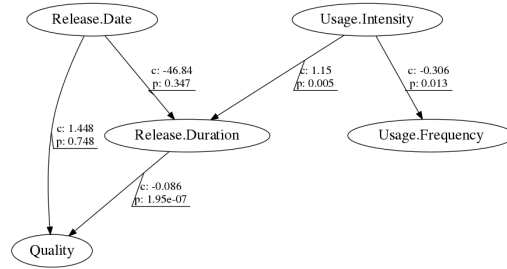 Release.Date
Usage.Intensity
c: -46.84
p: 0.347
c: 1.15
p: 0.005
c: -0.306
p: 0.013
c: 1.448
p: 0.748
Release.Duration
Usage.Frequency
c: -0.086
p: 1.95e-07
Quality